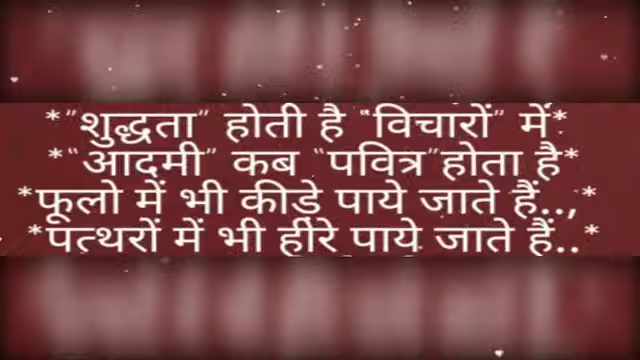 *"शुद्धता" होती है "विचारों" में*
*"आदमी" कब "पवित्र"होता है*
*फूलो में भी कीड़े पाये जाते हैं..,*
*पत्थरों में भी हीरे पाये जाते हैं..*